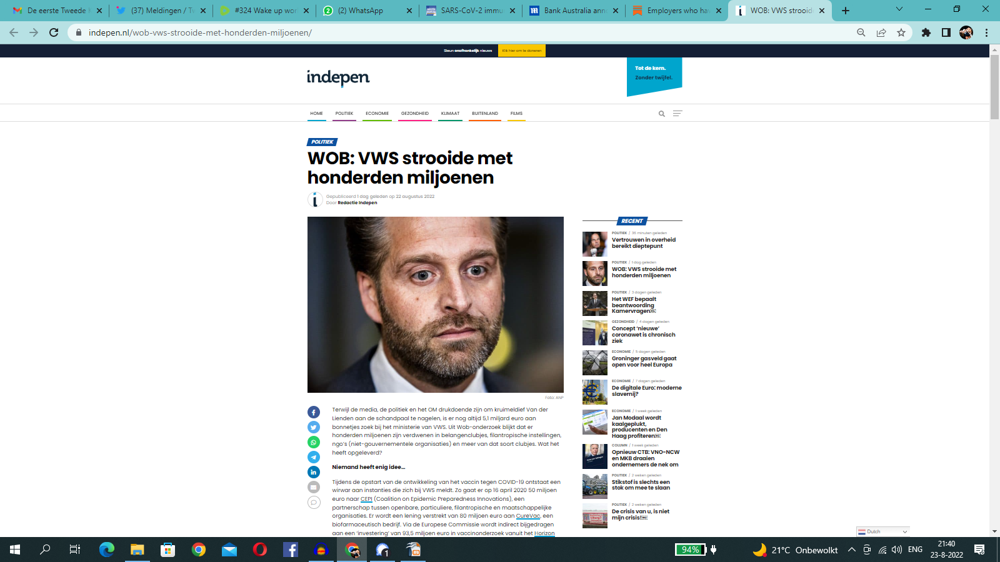 De eerste Tweede K
(37) Meldingen / Tw
#324 Wake up wor
(2) WhatsApp
SARS-CoV-2 immu
Bank Australia anno
Employers who hav
WOB: VWS strooid
indepen.nl/wob-vws-strooide-met-honderden-miljoenen/
Steun onafhankelijk nieuws
Klik hier om te doneren
indepen
Tot de kern.
Zonder twijfel.
HOME POLITIEK ECONOMIE GEZONDHEID KLIMAAT BUITENLAND FILMS
POLITIEK
WOB: VWS strooide met
honderden miljoenen
Gepubliceerd 1 dag geleden op 22 augustus 2022
Door Redactie Indepen
Foto: ANP
Terwijl de media, de politiek en het OM drukdoende zijn om kruimeldief Van der
Lienden aan de schandpaal te nagelen, is er nog altijd 5,1 miljard euro aan
bonnetjes zoek bij het ministerie van VWS. Uit Wob-onderzoek blijkt dat er
honderden miljoenen zijn verdwenen in belangenclubjes, filantropische instellingen,
ngo's (niet-gouvernementele organisaties) en meer van dat soort clubjes. Wat het
heeft opgeleverd?
Niemand heeft enig idee...
Tijdens de opstart van de ontwikkeling van het vaccin tegen COVID-19 ontstaat een
wirwar aan instanties die zich bij VWS meldt. Zo gaat er op 16 april 2020 50 miljoen
euro naar CEPI (Coalition on Epidemic Preparedness Innovations), een
partnerschap tussen openbare, particuliere, filantropische en maatschappelijke
organisaties. Er wordt een lening verstrekt van 80 miljoen euro aan CureVac, een
biofarmaceutisch bedrijf. Via de Europese Commissie wordt indirect bijgedragen
aan een 'investering' van 93,5 miljoen euro in vaccinonderzoek vanuit het Horizon
RECENT
POLITIEK / 36 minuten geleden
Vertrouwen in overheid
bereikt dieptepunt
POLITIEK / 1 dag geleden
WOB: VWS strooide met
honderden miljoenen
POLITIEK / 3 dagen geleden
Het WEF bepaalt
beantwoording
Kamervragen
GEZONDHEID / 4 dagen geleden
Concept 'nieuwe'
coronawet is chronisch
ziek
ECONOMIE / 5 dagen geleden
Groninger gasveld gaat
open voor heel Europa
ECONOMIE / 7 dagen geleden
De digitale Euro: moderne
slavernij?
ECONOMIE / 1 week geleden
Jan Modaal wordt
kaalgeplukt,
producenten en Den
Haag profiteren
COLUMN / 1 week geleden
Opnieuw CTB: VNO-NCW
en MKB draaien
ondernemers de nek om
POLITIEK / 2 weken geleden
Stikstof is slechts een
stok om mee te slaan
POLITIEK / 2 weken geleden
De crisis van u, is niet
mijn crisis!
Dutch
94%
21°C Onbewolkt
ENG
21:40
23-8-2022